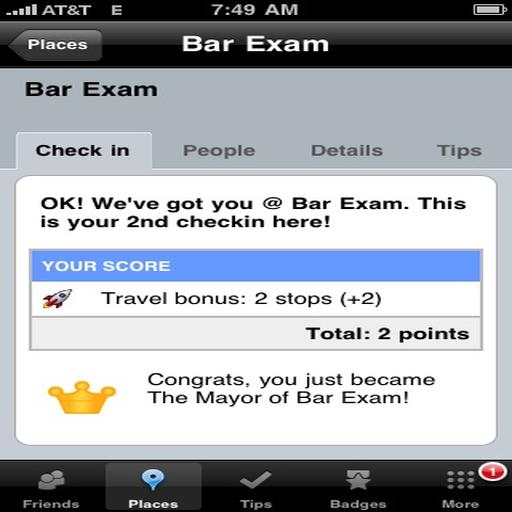 AT&T E 7:49 AM
Places Bar Exam
Bar Exam
Check in People Details Tips
OK! We've got you @ Bar Exam. This
is your 2nd checkin here!
YOUR SCORE
Travel bonus: 2 stops (+2)
Total: 2 points
Congrats, you just became
The Mayor of Bar Exam!
1
Friends Places Tips Badges More